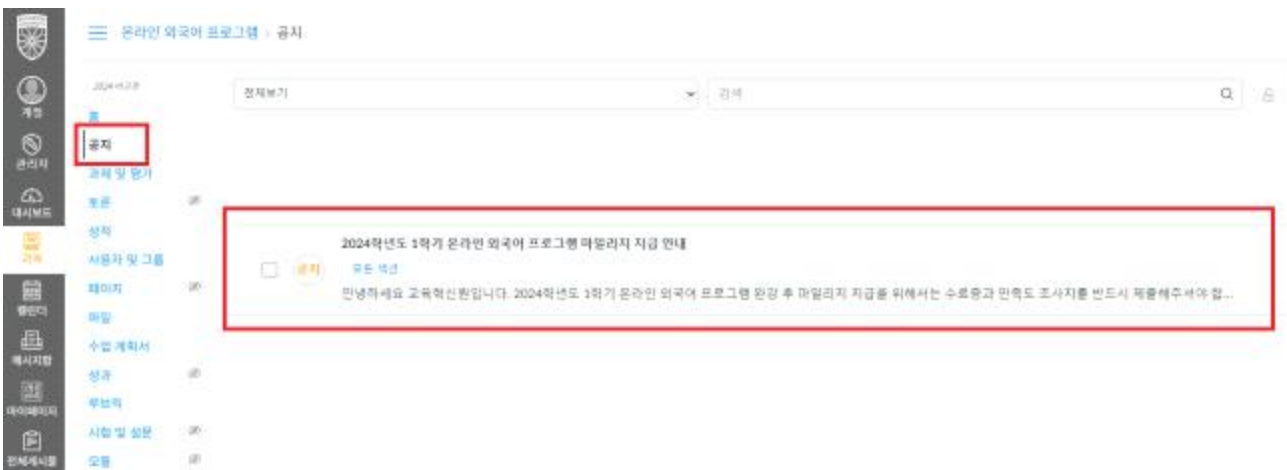 온라인 외국어 프로그램 › 공지
계정
관리자
대시보드
과목
캘린더
메시지함
마이페이지
전체게시물
홈
공지
과제 및 평가
토론
성적
사용자 및 그룹
페이지
파일
수업 계획서
성과
루브릭
시험 및 설문
모듈
전체보기
검색
2024학년도 1학기 온라인 외국어 프로그램 마일리지 지급 안내
공지
모든 섹션
안녕하세요 교육혁신원입니다. 2024학년도 1학기 온라인 외국어 프로그램 완강 후 마일리지 지급을 위해서는 수료증과 만족도 조사지를 반드시 제출해주셔야 합...